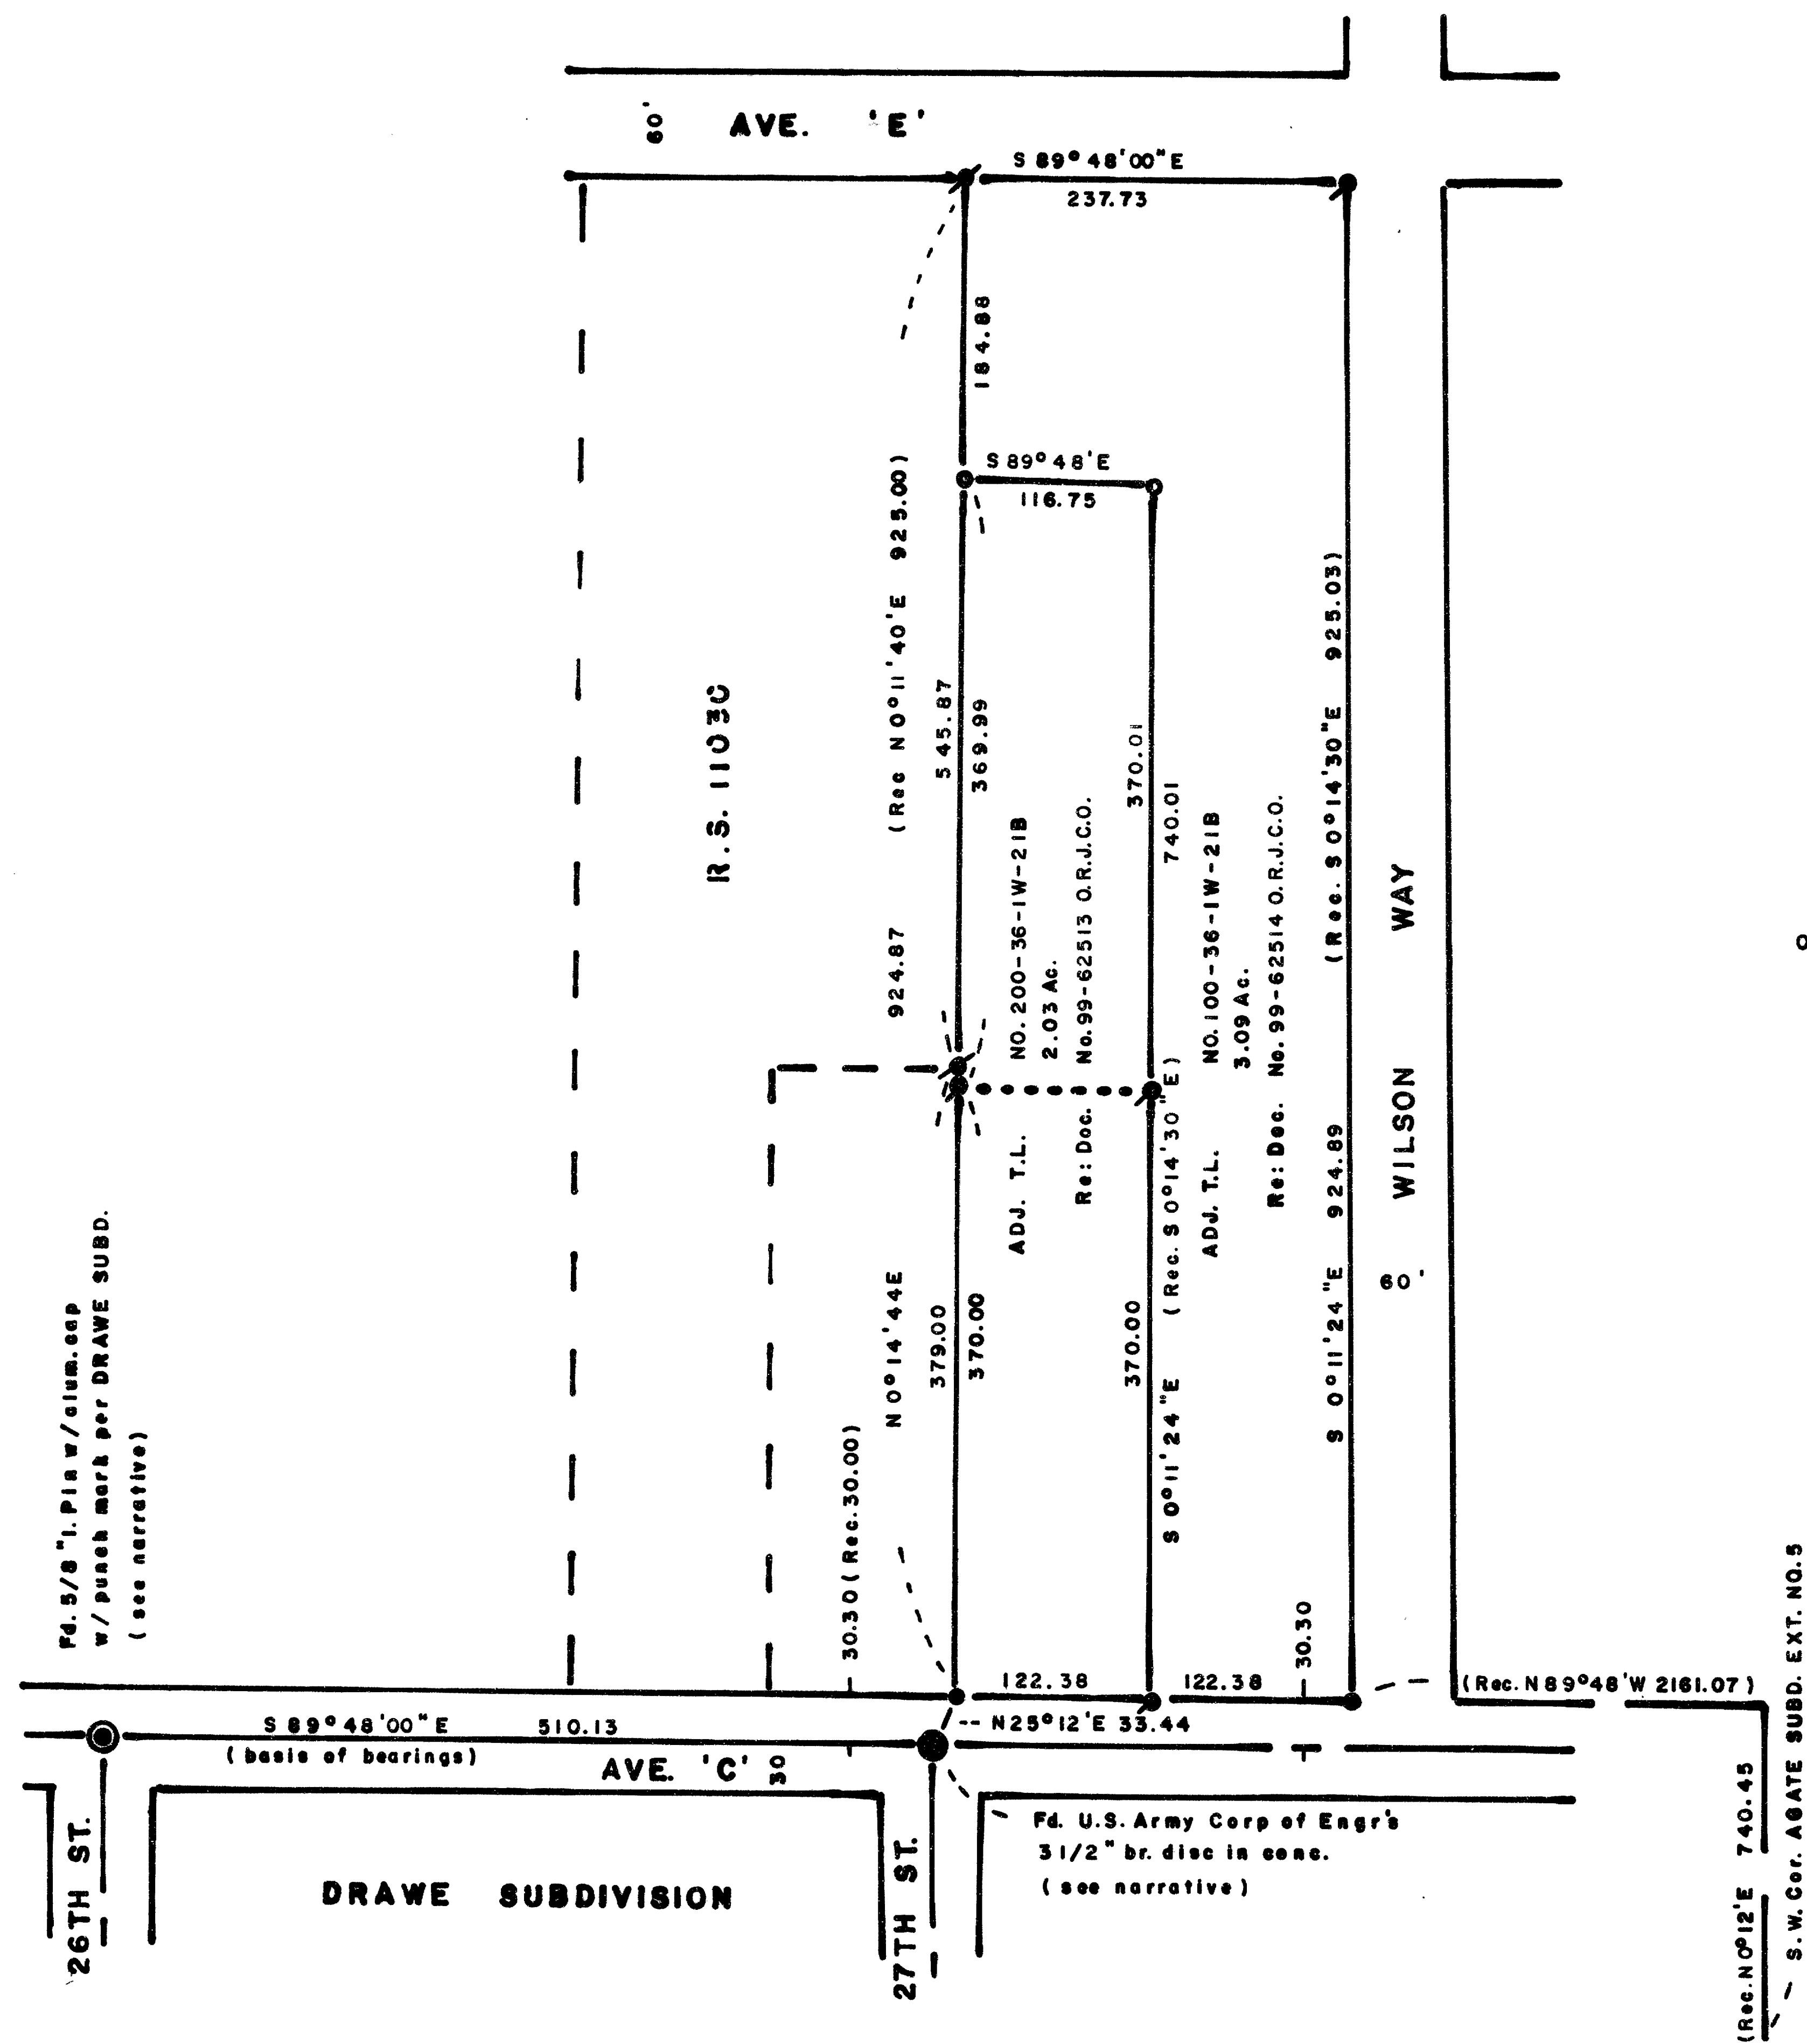 60'
AVE. 'E'
S 89° 48' 00" E
237.73
184.88
S 89° 48' E
116.75
(Rec N 0° 11' 40' E 925.00)
924.87
N 0° 14' 44 E
545.87
369.99
379.00
370.00
R.S. 11030
370.01
740.01
370.00
S 0° 11' 24" E (Rec. S 0° 14' 30" E)
ADJ. T.L. NO. 200-36-1W-21B
2.03 Ac.
Re: Doc. No. 99-62513 O.R.J.C.O.
ADJ. T.L. NO. 100-36-1W-21B
3.09 Ac.
Re: Doc. No. 99-62514 O.R.J.C.O.
S 0° 11' 24" E 924.89 (Rec. S 0° 14' 30" E 925.03)
WILSON WAY
60'
Fd. 5/8" I. Pin w/ alum. cap
w/ punch mark per DRAWE SUBD.
(see narrative)
30.30 (Rec. 30.00)
30.30
122.38
122.38
(Rec. N 89° 48' W 2161.07)
S 89° 48' 00" E 510.13
(basis of bearings)
-- N 25° 12' E 33.44
AVE. 'C'
30
Fd. U.S. Army Corp of Engr's
3 1/2" br. disc in conc.
(see narrative)
26TH ST.
DRAWE SUBDIVISION
27TH ST.
(Rec. N 0° 12' E 740.45
S. W. Cor. AGATE SUBD. EXT. NO. 5